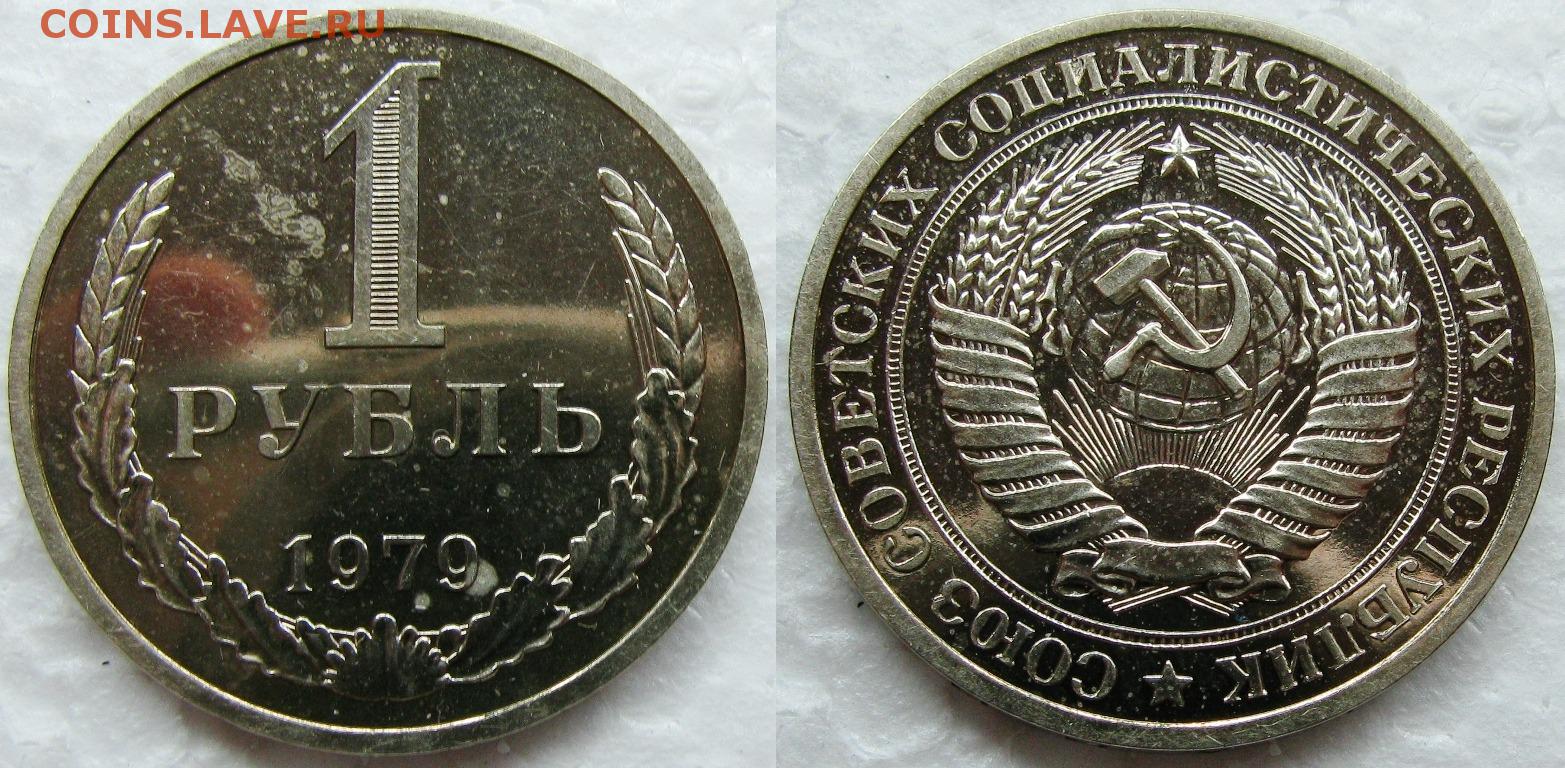 COINS.LAVE.RU
1
РУБЛЬ
1979
СОЮЗ СОВЕТСКИХ СОЦИАЛИСТИЧЕСКИХ РЕСПУБЛИК